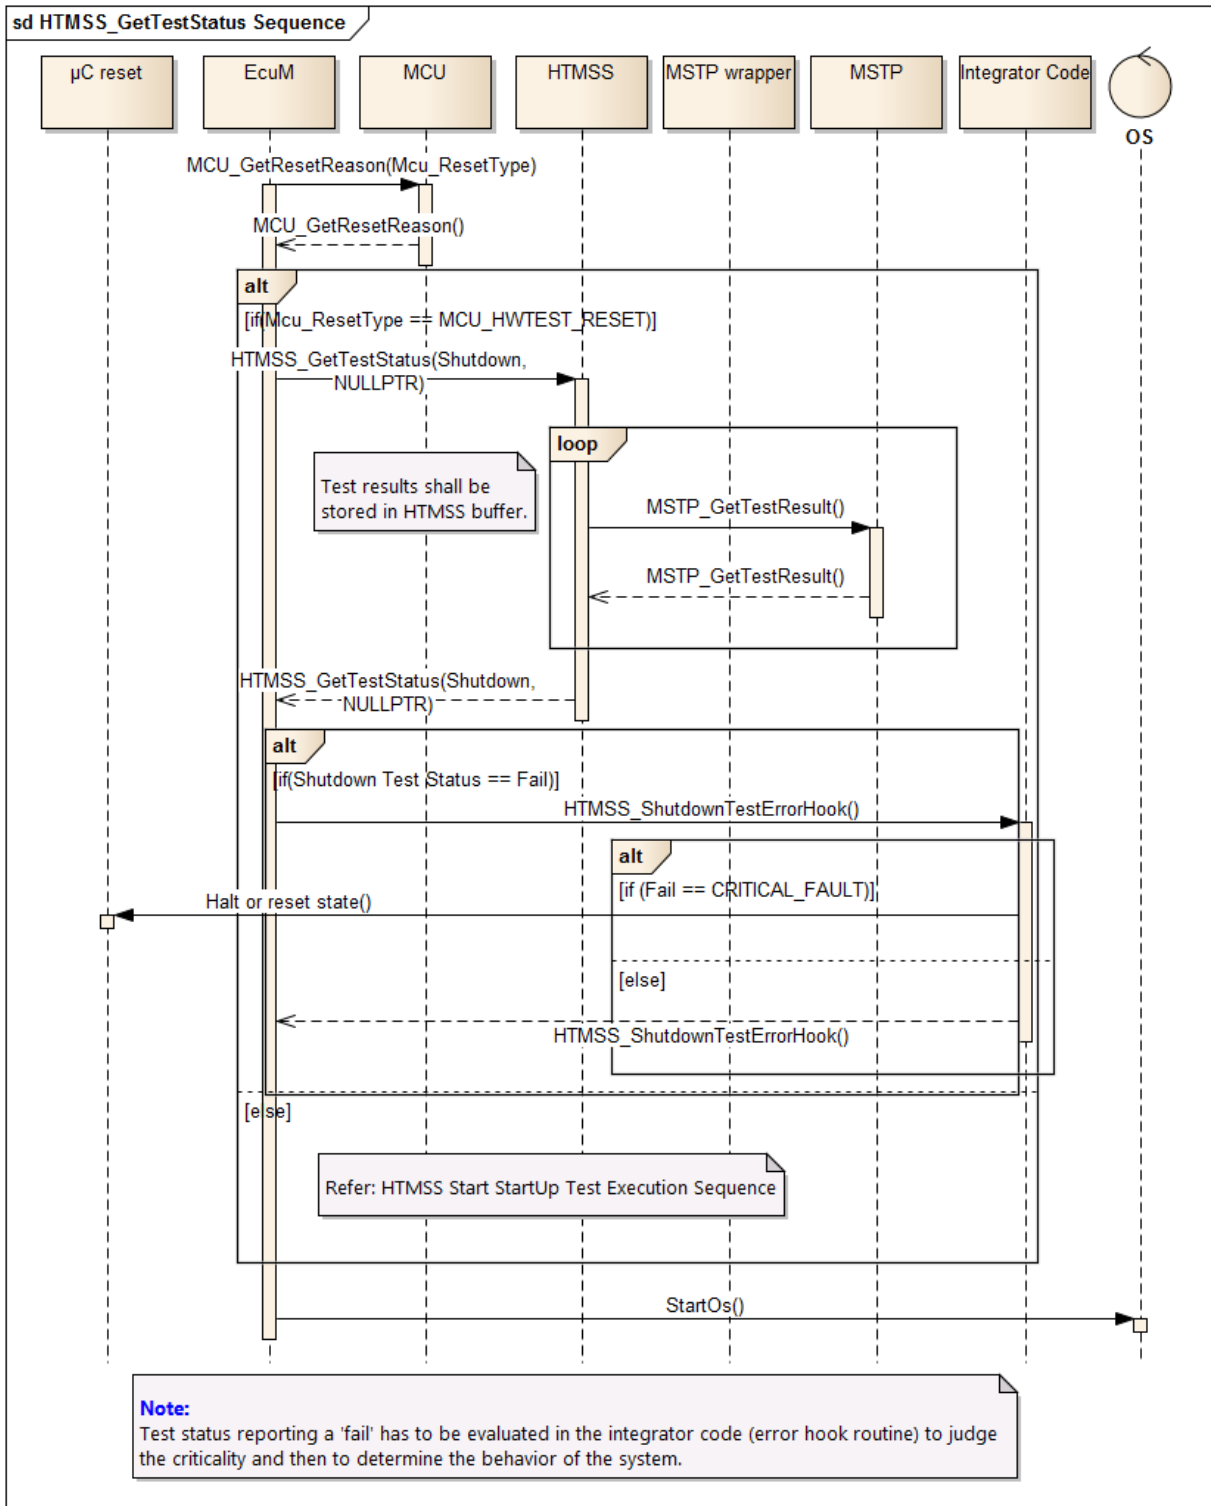 sd HTMSS_GetTestStatus Sequence
µC reset
EcuM
MCU
HTMSS
MSTP wrapper
MSTP
Integrator Code
OS
MCU_GetResetReason(Mcu_ResetType)
MCU_GetResetReason()
alt
[if(Mcu_ResetType == MCU_HWTEST_RESET)]
HTMSS_GetTestStatus(Shutdown,
NULLPTR)
loop
Test results shall be
stored in HTMSS buffer.
MSTP_GetTestResult()
MSTP_GetTestResult()
HTMSS_GetTestStatus(Shutdown,
NULLPTR)
alt
[if(Shutdown Test Status == Fail)]
HTMSS_ShutdownTestErrorHook()
alt
[if (Fail == CRITICAL_FAULT)]
Halt or reset state()
[else]
HTMSS_ShutdownTestErrorHook()
[else]
Refer: HTMSS Start StartUp Test Execution Sequence
StartOs()
Note:
Test status reporting a 'fail' has to be evaluated in the integrator code (error hook routine) to judge
the criticality and then to determine the behavior of the system.